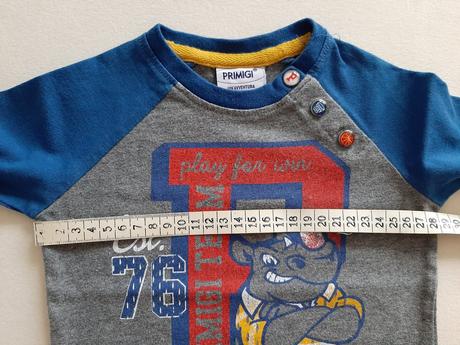 PRIMIGI
play for win
2 3 4 5 6 7 8 9 10 11 12 13 14 15 16 17 18 19 20 21 22 23 24 25 26 27 28 29
Est.
76
MIGI TEAM